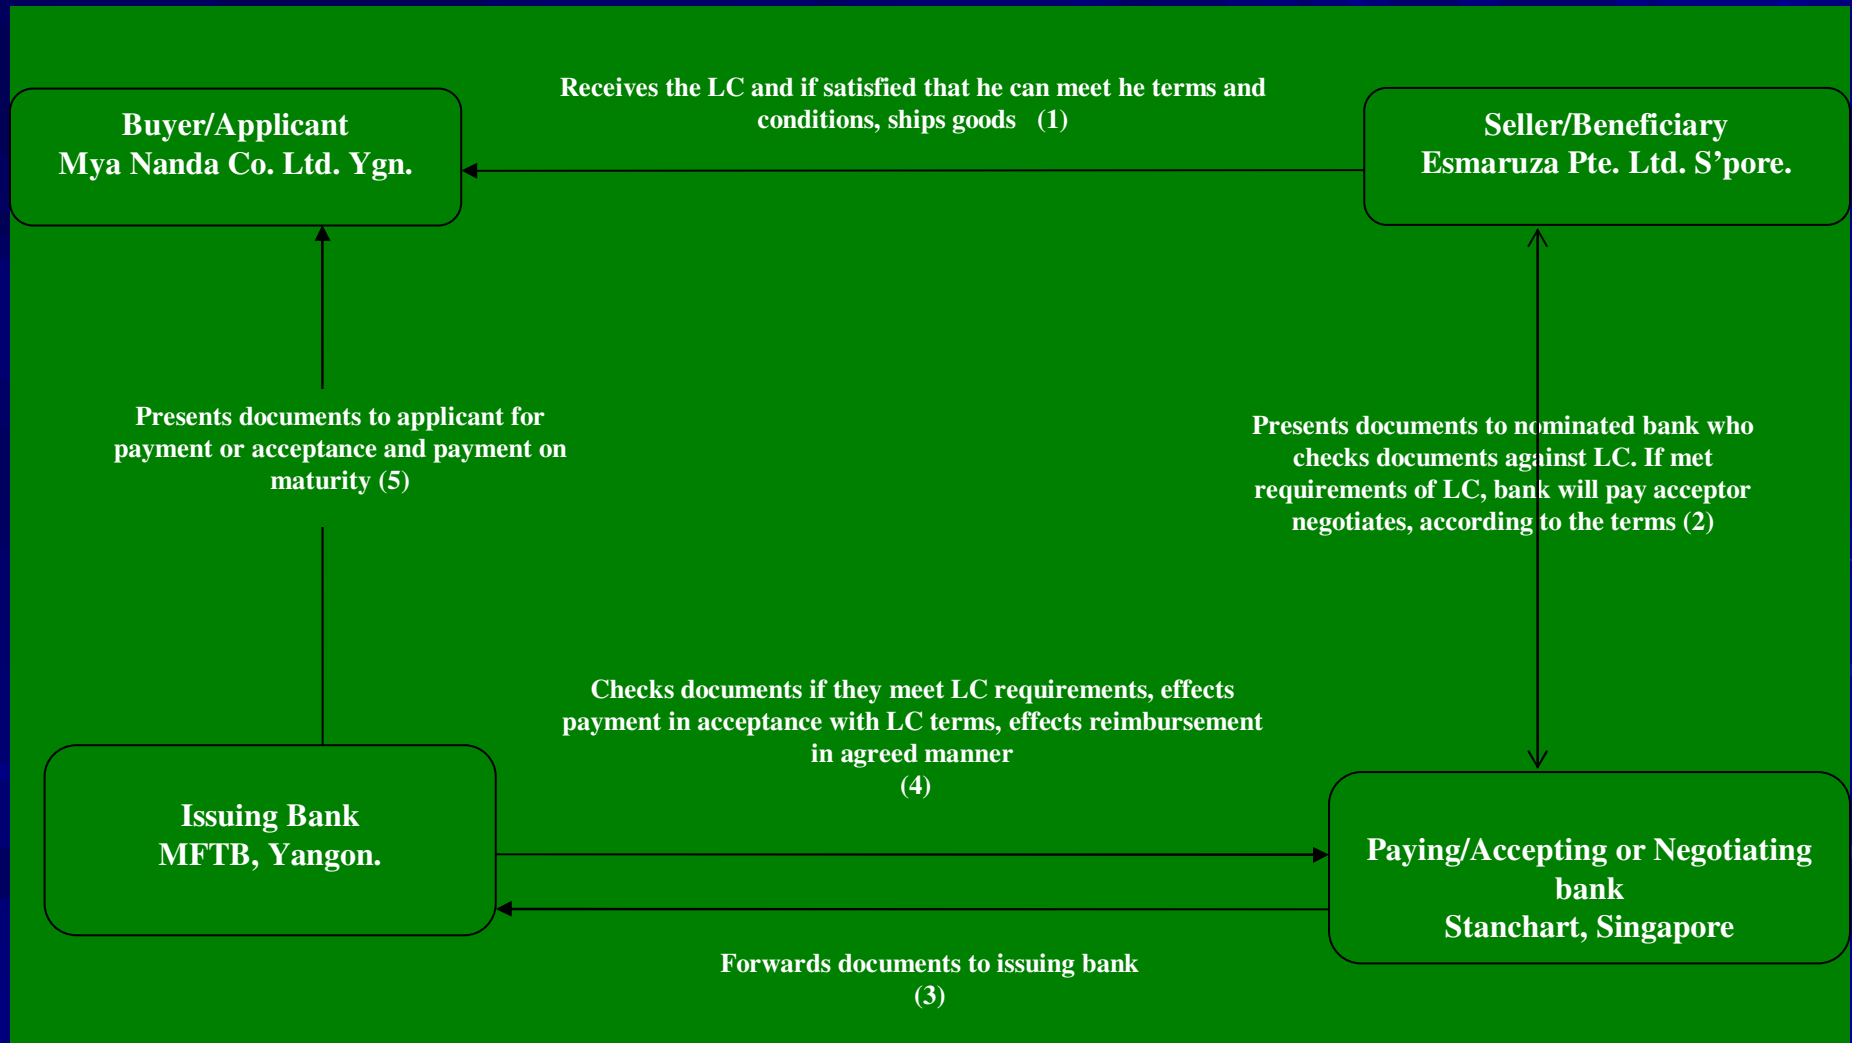 Receives the LC and if satisfied that he can meet he terms and
conditions, ships goods (1)
Buyer/Applicant
Mya Nanda Co. Ltd. Ygn.
Seller/Beneficiary
Esmaruza Pte. Ltd. S’pore.
Presents documents to applicant for
payment or acceptance and payment on
maturity (5)
Presents documents to nominated bank who
checks documents against LC. If met
requirements of LC, bank will pay acceptor
negotiates, according to the terms (2)
Checks documents if they meet LC requirements, effects
payment in acceptance with LC terms, effects reimbursement
in agreed manner
(4)
Issuing Bank
MFTB, Yangon.
Paying/Accepting or Negotiating
bank
Stanchart, Singapore
Forwards documents to issuing bank
(3)